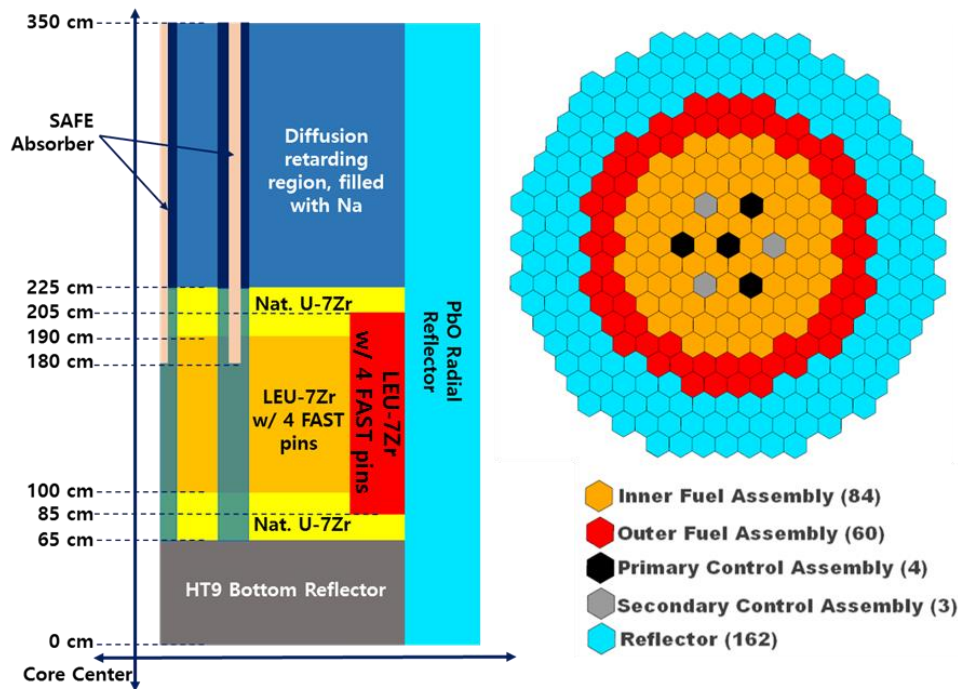 350 cm
SAFE
Absorber
Diffusion
retarding
region, filled
with Na
225 cm
205 cm
190 cm
180 cm
Nat. U-7Zr
LEU-7Zr
w/ 4 FAST
pins
LEU-7Zr
w/ 4 FAST pins
PbO Radial
Reflector
100 cm
85 cm
65 cm
Nat. U-7Zr
HT9 Bottom Reflector
0 cm
Core Center
Inner Fuel Assembly (84)
Outer Fuel Assembly (60)
Primary Control Assembly (4)
Secondary Control Assembly (3)
Reflector (162)